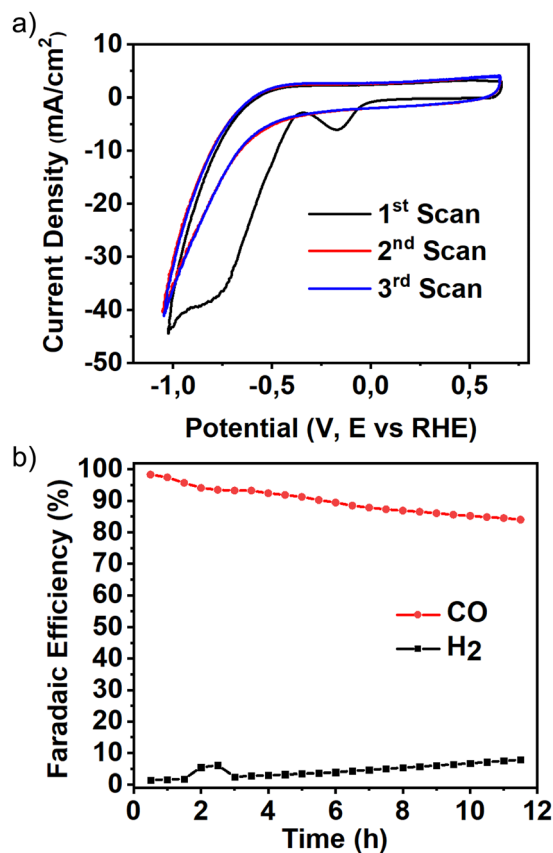 a)
10
0
-10
-20
-30
-40
-50
Current Density (mA/cm²)
1st Scan
2nd Scan
3rd Scan
-1,0 -0,5 0,0 0,5
Potential (V, E vs RHE)
b)
100
90
80
70
60
50
40
30
20
10
0
Faradaic Efficiency (%)
CO
H2
0 2 4 6 8 10 12
Time (h)